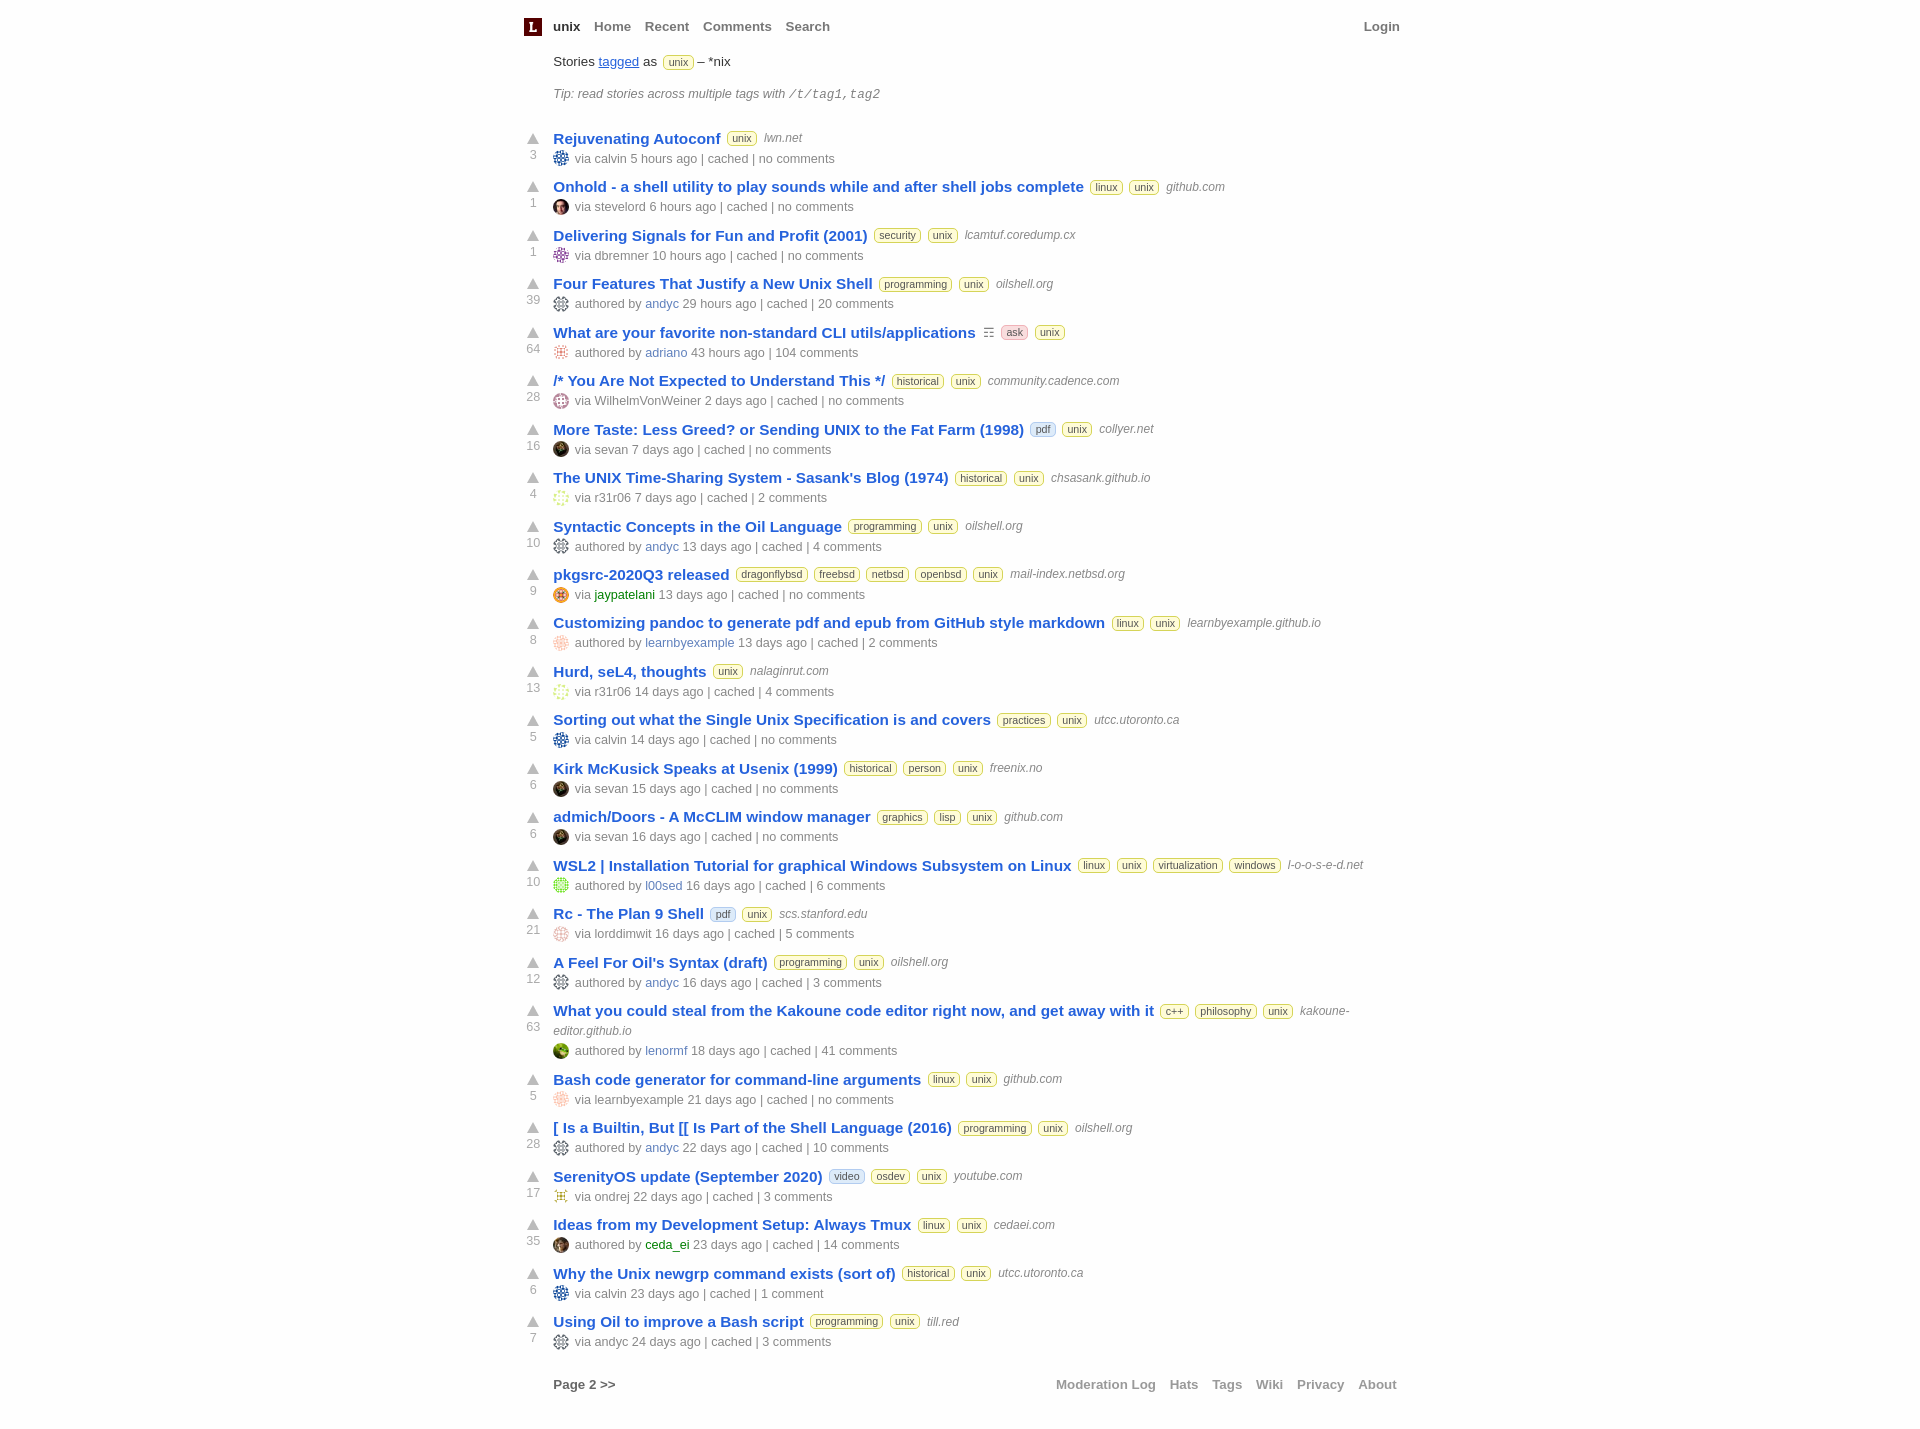 L unix Home Recent Comments Search Login
Stories tagged as unix – *nix
Tip: read stories across multiple tags with /t/tag1,tag2
Rejuvenating Autoconf unix lwn.net
3 via calvin 5 hours ago | cached | no comments
Onhold - a shell utility to play sounds while and after shell jobs complete linux unix github.com
1 via stevelord 6 hours ago | cached | no comments
Delivering Signals for Fun and Profit (2001) security unix lcamtuf.coredump.cx
1 via dbremner 10 hours ago | cached | no comments
Four Features That Justify a New Unix Shell programming unix oilshell.org
39 authored by andyc 29 hours ago | cached | 20 comments
What are your favorite non-standard CLI utils/applications ☶ ask unix
64 authored by adriano 43 hours ago | 104 comments
/* You Are Not Expected to Understand This */ historical unix community.cadence.com
28 via WilhelmVonWeiner 2 days ago | cached | no comments
More Taste: Less Greed? or Sending UNIX to the Fat Farm (1998) pdf unix collyer.net
16 via sevan 7 days ago | cached | no comments
The UNIX Time-Sharing System - Sasank's Blog (1974) historical unix chsasank.github.io
4 via r31r06 7 days ago | cached | 2 comments
Syntactic Concepts in the Oil Language programming unix oilshell.org
10 authored by andyc 13 days ago | cached | 4 comments
pkgsrc-2020Q3 released dragonflybsd freebsd netbsd openbsd unix mail-index.netbsd.org
9 via jaypatelani 13 days ago | cached | no comments
Customizing pandoc to generate pdf and epub from GitHub style markdown linux unix learnbyexample.github.io
8 authored by learnbyexample 13 days ago | cached | 2 comments
Hurd, seL4, thoughts unix nalaginrut.com
13 via r31r06 14 days ago | cached | 4 comments
Sorting out what the Single Unix Specification is and covers practices unix utcc.utoronto.ca
5 via calvin 14 days ago | cached | no comments
Kirk McKusick Speaks at Usenix (1999) historical person unix freenix.no
6 via sevan 15 days ago | cached | no comments
admich/Doors - A McCLIM window manager graphics lisp unix github.com
6 via sevan 16 days ago | cached | no comments
WSL2 | Installation Tutorial for graphical Windows Subsystem on Linux linux unix virtualization windows l-o-o-s-e-d.net
10 authored by l00sed 16 days ago | cached | 6 comments
Rc - The Plan 9 Shell pdf unix scs.stanford.edu
21 via lorddimwit 16 days ago | cached | 5 comments
A Feel For Oil's Syntax (draft) programming unix oilshell.org
12 authored by andyc 16 days ago | cached | 3 comments
What you could steal from the Kakoune code editor right now, and get away with it c++ philosophy unix kakoune-
63 editor.github.io
authored by lenormf 18 days ago | cached | 41 comments
Bash code generator for command-line arguments linux unix github.com
5 via learnbyexample 21 days ago | cached | no comments
[ Is a Builtin, But [[ Is Part of the Shell Language (2016) programming unix oilshell.org
28 authored by andyc 22 days ago | cached | 10 comments
SerenityOS update (September 2020) video osdev unix youtube.com
17 via ondrej 22 days ago | cached | 3 comments
Ideas from my Development Setup: Always Tmux linux unix cedaei.com
35 authored by ceda_ei 23 days ago | cached | 14 comments
Why the Unix newgrp command exists (sort of) historical unix utcc.utoronto.ca
6 via calvin 23 days ago | cached | 1 comment
Using Oil to improve a Bash script programming unix till.red
7 via andyc 24 days ago | cached | 3 comments
Page 2 >> Moderation Log Hats Tags Wiki Privacy About